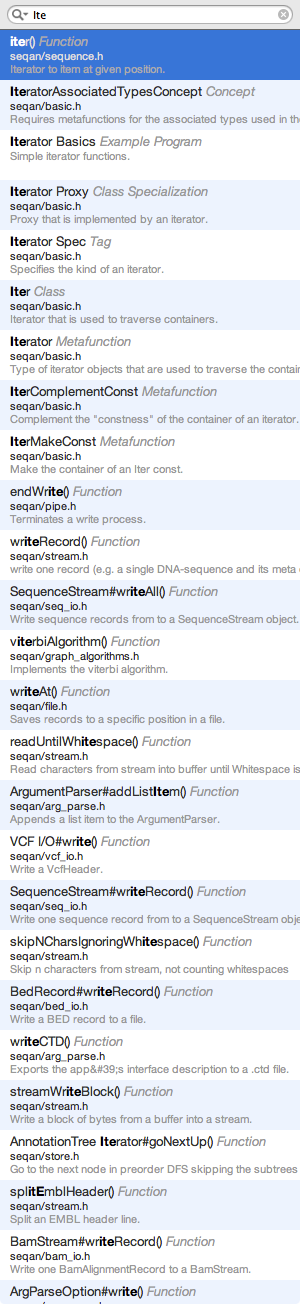 Ite
iter() Function
seqan/sequence.h
Iterator to item at given position.
IteratorAssociatedTypesConcept Concept
seqan/basic.h
Requires metafunctions for the associated types used in the
Iterator Basics Example Program
Simple iterator functions.
Iterator Proxy Class Specialization
seqan/basic.h
Proxy that is implemented by an iterator.
Iterator Spec Tag
seqan/basic.h
Specifies the kind of an iterator.
Iter Class
seqan/basic.h
Iterator that is used to traverse containers.
Iterator Metafunction
seqan/basic.h
Type of iterator objects that are used to traverse the contain
IterComplementConst Metafunction
seqan/basic.h
Complement the "constness" of the container of an iterator.
IterMakeConst Metafunction
seqan/basic.h
Make the container of an Iter const.
endWrite() Function
seqan/pipe.h
Terminates a write process.
writeRecord() Function
seqan/stream.h
write one record (e.g. a single DNA-sequence and its meta
SequenceStream#writeAll() Function
seqan/seq_io.h
Write sequence records from to a SequenceStream object.
viterbiAlgorithm() Function
seqan/graph_algorithms.h
Implements the viterbi algorithm.
writeAt() Function
seqan/file.h
Saves records to a specific position in a file.
readUntilWhitespace() Function
seqan/stream.h
Read characters from stream into buffer until Whitespace is
ArgumentParser#addListItem() Function
seqan/arg_parse.h
Appends a list item to the ArgumentParser.
VCF I/O#write() Function
seqan/vcf_io.h
Write a VcfHeader.
SequenceStream#writeRecord() Function
seqan/seq_io.h
Write one sequence record from to a SequenceStream obje
skipNCharsIgnoringWhitespace() Function
seqan/stream.h
Skip n characters from stream, not counting whitespaces
BedRecord#writeRecord() Function
seqan/bed_io.h
Write a BED record to a file.
writeCTD() Function
seqan/arg_parse.h
Exports the app&#39;s interface description to a .ctd file.
streamWriteBlock() Function
seqan/stream.h
Write a block of bytes from a buffer into a stream.
AnnotationTree Iterator#goNextUp() Function
seqan/store.h
Go to the next node in preorder DFS skipping the subtrees
splitEmblHeader() Function
seqan/stream.h
Split an EMBL header line.
BamStream#writeRecord() Function
seqan/bam_io.h
Write one BamAlignmentRecord to a BamStream.
ArgParseOption#write() Function